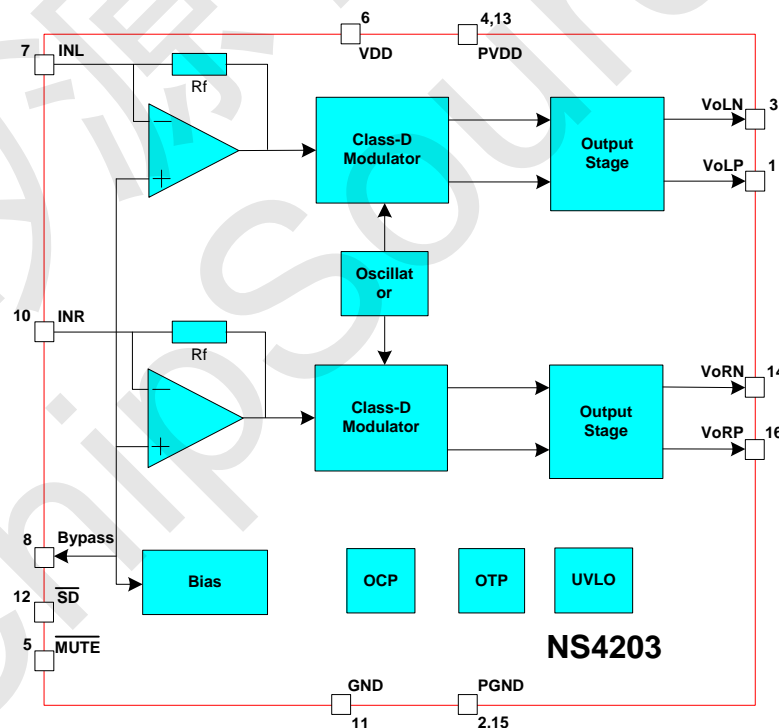 6
4,13
VDD
PVDD
7
INL
Rf
Class-D
Modulator
Output
Stage
VoLN
3
VoLP
1
Oscillat
or
10
INR
Rf
Class-D
Modulator
Output
Stage
VoRN
14
VoRP
16
8
Bypass
Bias
OCP
OTP
UVLO
12
SD
5
MUTE
NS4203
GND
PGND
11
2,15
源
ChipSourc